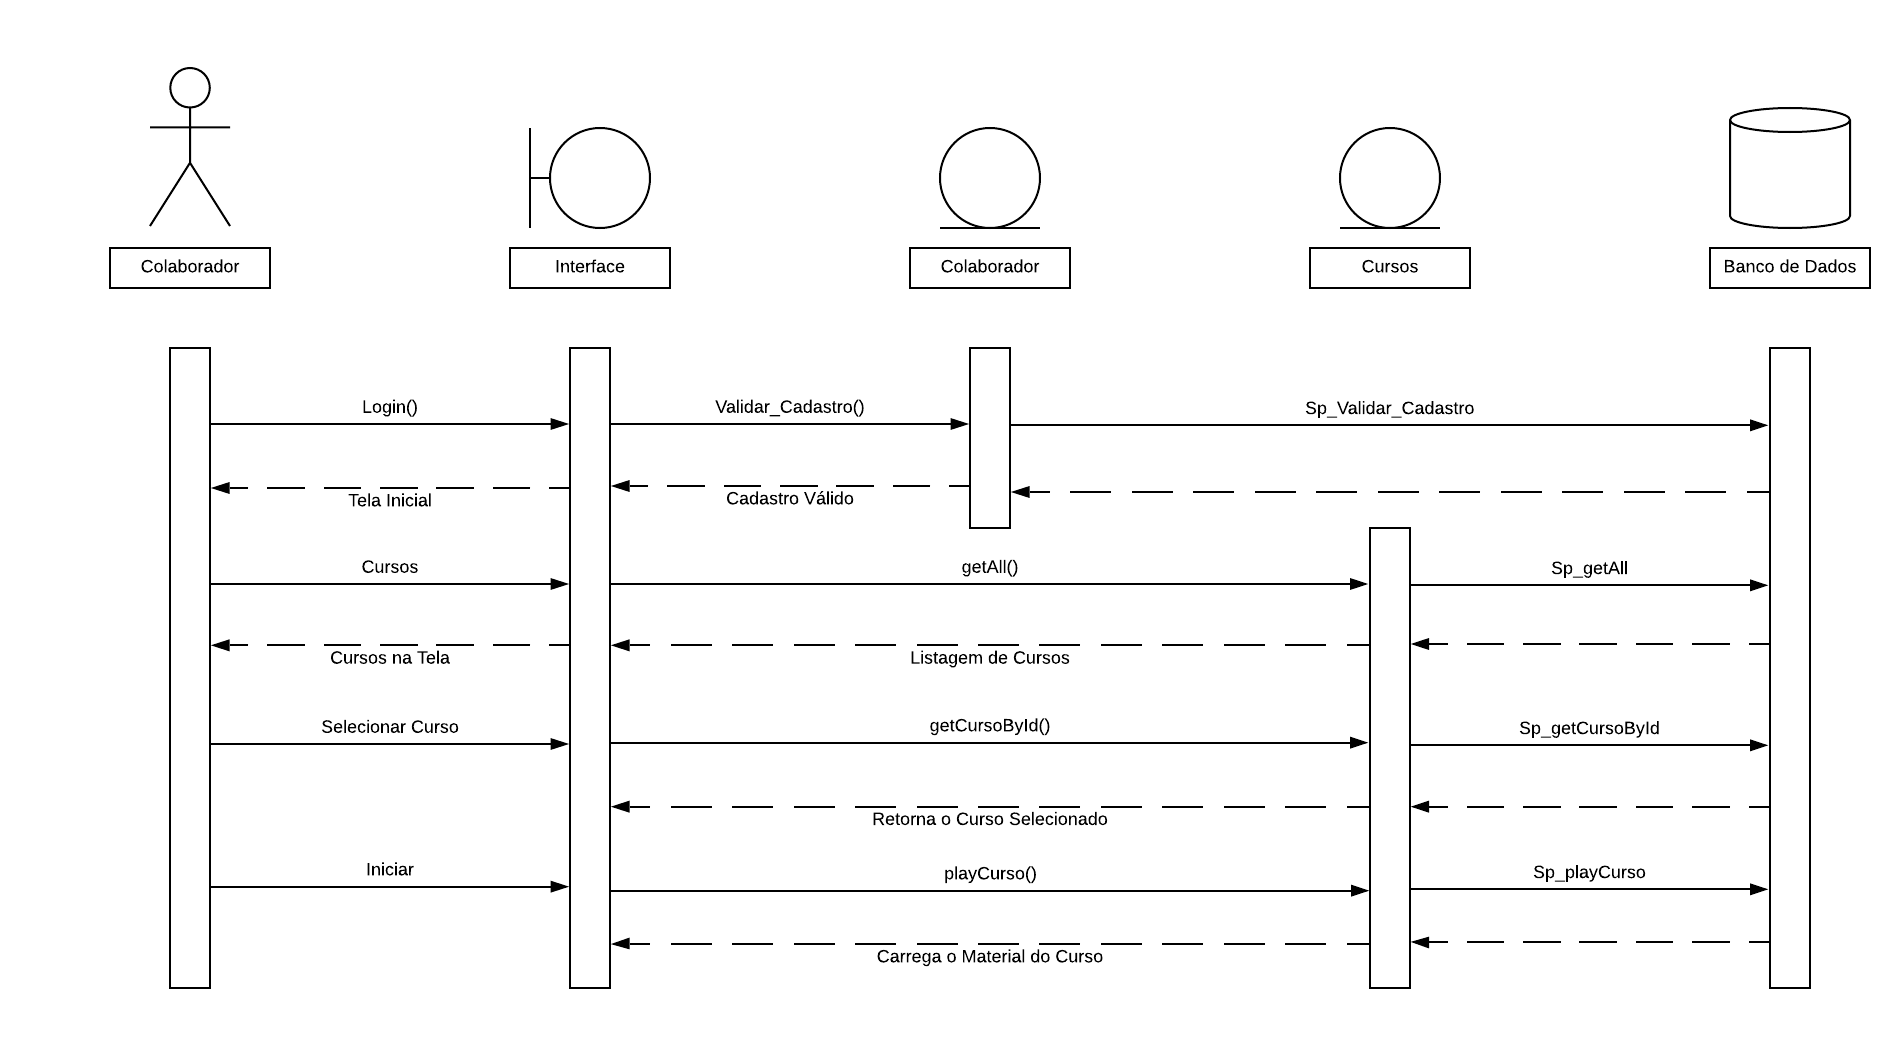 Colaborador
Interface
Colaborador
Cursos
Banco de Dados
Login()
Validar_Cadastro()
Sp_Validar_Cadastro
Tela Inicial
Cadastro Válido
Cursos
getAll()
Sp_getAll
Cursos na Tela
Listagem de Cursos
Selecionar Curso
getCursoById()
Sp_getCursoById
Retorna o Curso Selecionado
Iniciar
playCurso()
Sp_playCurso
Carrega o Material do Curso